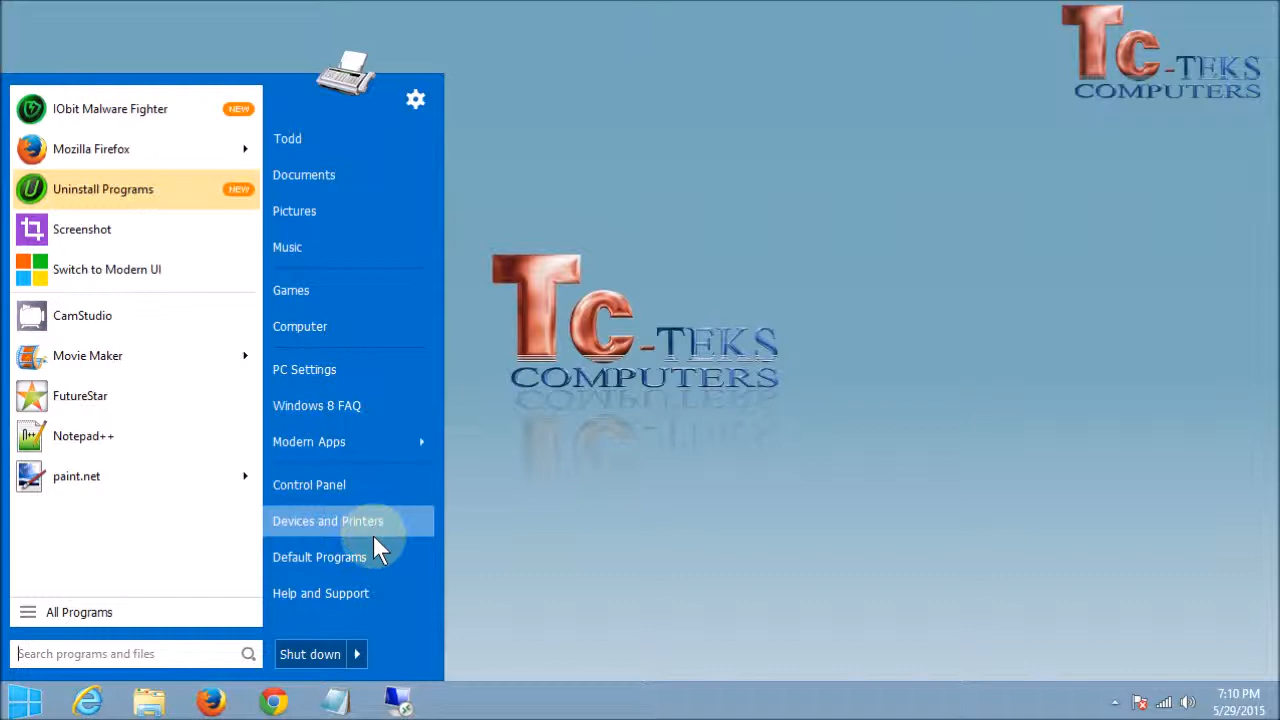 Tc-TEKS
COMPUTERS
IObit Malware Fighter NEW
Mozilla Firefox
Uninstall Programs NEW
Screenshot
Switch to Modern UI
CamStudio
Movie Maker
FutureStar
Notepad++
paint.net
All Programs
Search programs and files
Todd
Documents
Pictures
Music
Games
Computer
PC Settings
Windows 8 FAQ
Modern Apps
Control Panel
Devices and Printers
Default Programs
Help and Support
Shut down
Tc-TEKS
COMPUTERS
7:10 PM
5/29/2015